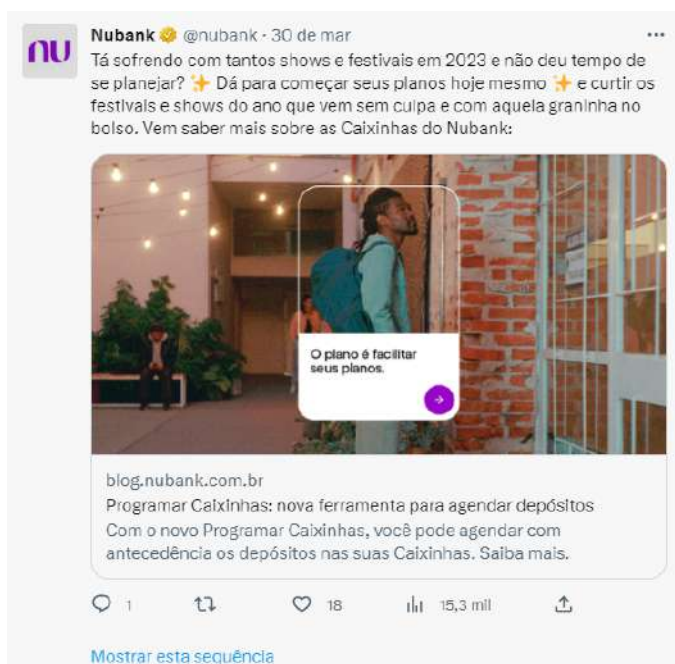 nu
Nubank @nubank · 30 de mar
Tá sofrendo com tantos shows e festivais em 2023 e não deu tempo de
se planejar? ✨ Dá para começar seus planos hoje mesmo ✨ e curtir os
festivais e shows do ano que vem sem culpa e com aquela graninha no
bolso. Vem saber mais sobre as Caixinhas do Nubank:
O plano é facilitar
seus planos.
blog.nubank.com.br
Programar Caixinhas: nova ferramenta para agendar depósitos
Com o novo Programar Caixinhas, você pode agendar com
antecedência os depósitos nas suas Caixinhas. Saiba mais.
1 18 15,3 mil
Mostrar esta sequência